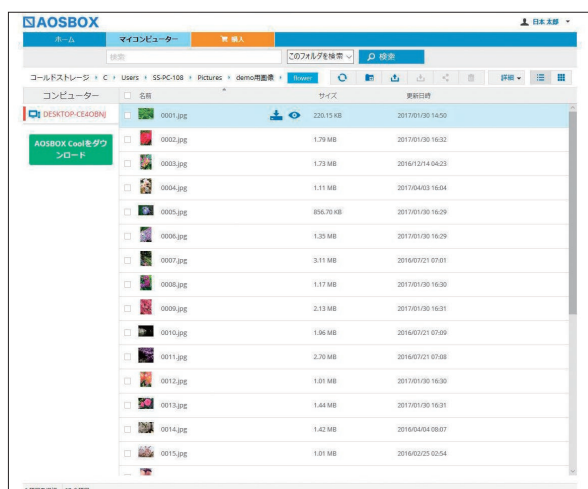 AOSBOX
日本 太郎
ホーム マイコンピューター 購入
検索 このフォルダを検索 検索
コールドストレージ C Users SS-PC-108 Pictures demo用画像 flower 詳細
コンピューター 名前 サイズ 更新日時
DESKTOP-CE4OBNJ
AOSBOX Coolをダウンロード
0001.jpg 220.15 KB 2017/01/30 14:50
0002.jpg 1.79 MB 2017/01/30 16:32
0003.jpg 1.73 MB 2016/12/14 04:23
0004.jpg 1.11 MB 2017/04/03 16:04
0005.jpg 856.70 KB 2017/01/30 16:29
0006.jpg 1.35 MB 2017/01/30 16:29
0007.jpg 3.11 MB 2016/07/21 07:01
0008.jpg 1.17 MB 2017/01/30 16:30
0009.jpg 2.13 MB 2017/01/30 16:31
0010.jpg 1.96 MB 2016/07/21 07:09
0011.jpg 2.70 MB 2016/07/21 07:08
0012.jpg 1.01 MB 2017/01/30 16:30
0013.jpg 1.44 MB 2017/01/30 16:31
0014.jpg 1.42 MB 2016/04/04 08:07
0015.jpg 1.01 MB 2016/02/25 02:54